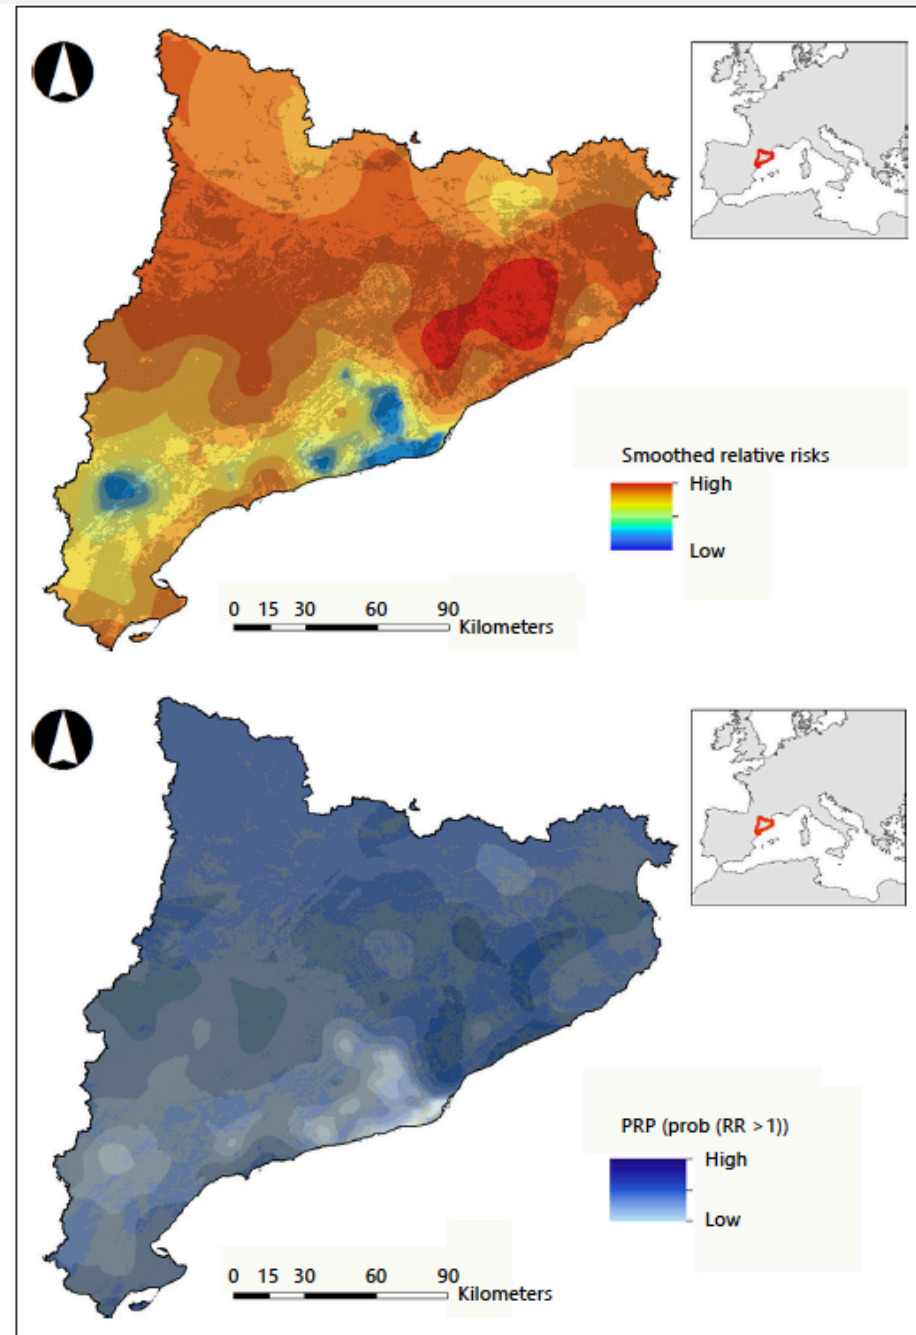 Smoothed relative risks
High
Low
0 15 30 60 90
Kilometers
PRP (prob (RR >1))
High
Low
0 15 30 60 90
Kilometers